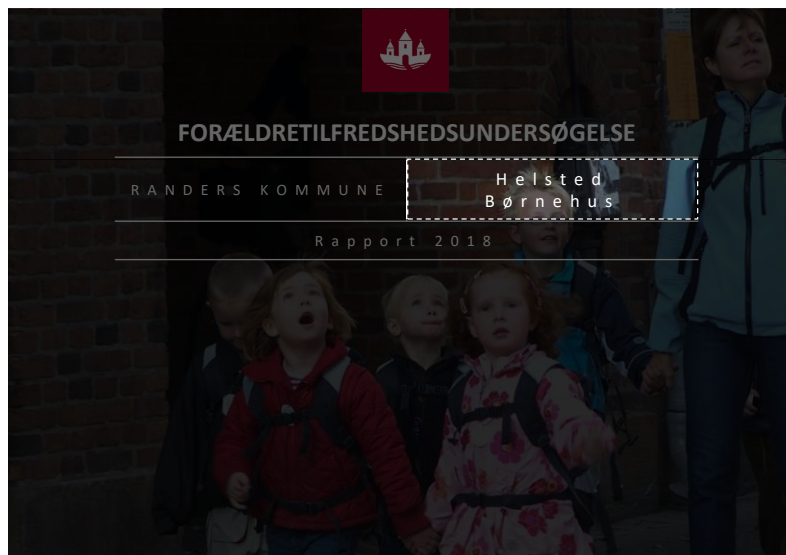 FORÆLDRETILFREDSHEDSUNDERSØGELSE
RANDERS KOMMUNE
Helsted
Børnehus
Rapport 2018